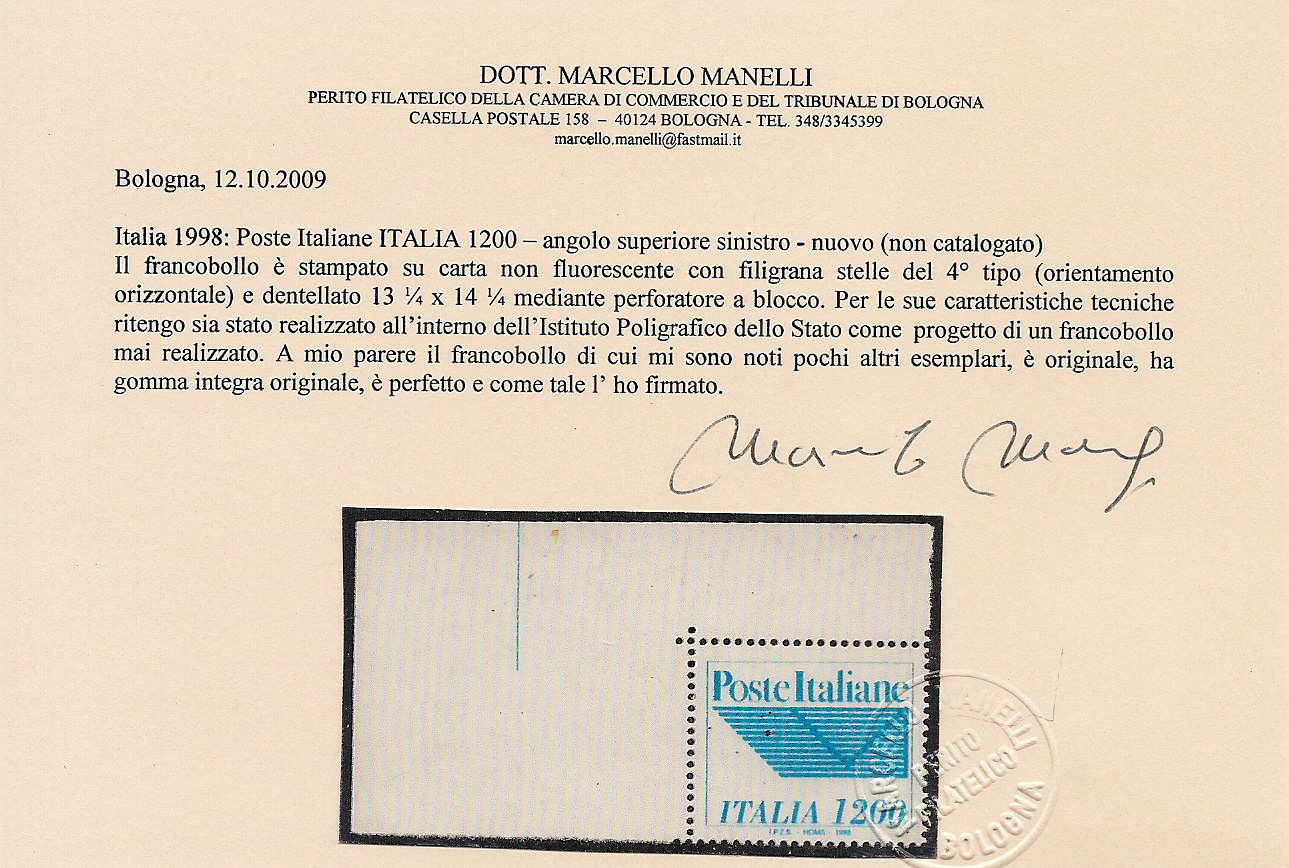 DOTT. MARCELLO MANELLI
PERITO FILATELICO DELLA CAMERA DI COMMERCIO E DEL TRIBUNALE DI BOLOGNA
CASELLA POSTALE 158 – 40124 BOLOGNA - TEL. 348/3345399
marcello.manelli@fastmail.it
Bologna, 12.10.2009
Italia 1998: Poste Italiane ITALIA 1200 – angolo superiore sinistro - nuovo (non catalogato)
Il francobollo è stampato su carta non fluorescente con filigrana stelle del 4° tipo (orientamento
orizzontale) e dentellato 13 ¼ x 14 ¼ mediante perforatore a blocco. Per le sue caratteristiche tecniche
ritengo sia stato realizzato all’interno dell’Istituto Poligrafico dello Stato come progetto di un francobollo
mai realizzato. A mio parere il francobollo di cui mi sono noti pochi altri esemplari, è originale, ha
gomma integra originale, è perfetto e come tale l’ ho firmato.
Poste Italiane
ITALIA 1200
I.P.Z.S. - ROMA - 1998
MARCELLO MANELLI
PERITO
FILATELICO
BOLOGNA